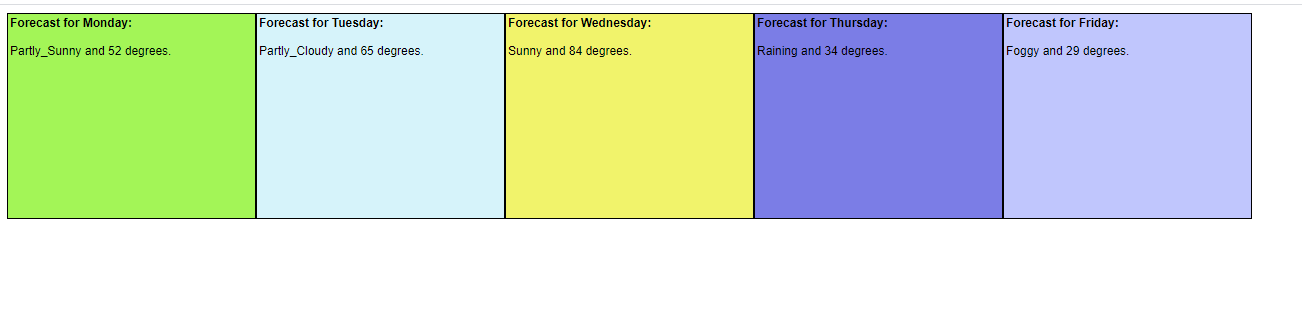 Forecast for Monday:
Partly_Sunny and 52 degrees.
Forecast for Tuesday:
Partly_Cloudy and 65 degrees.
Forecast for Wednesday:
Sunny and 84 degrees.
Forecast for Thursday:
Raining and 34 degrees.
Forecast for Friday:
Foggy and 29 degrees.